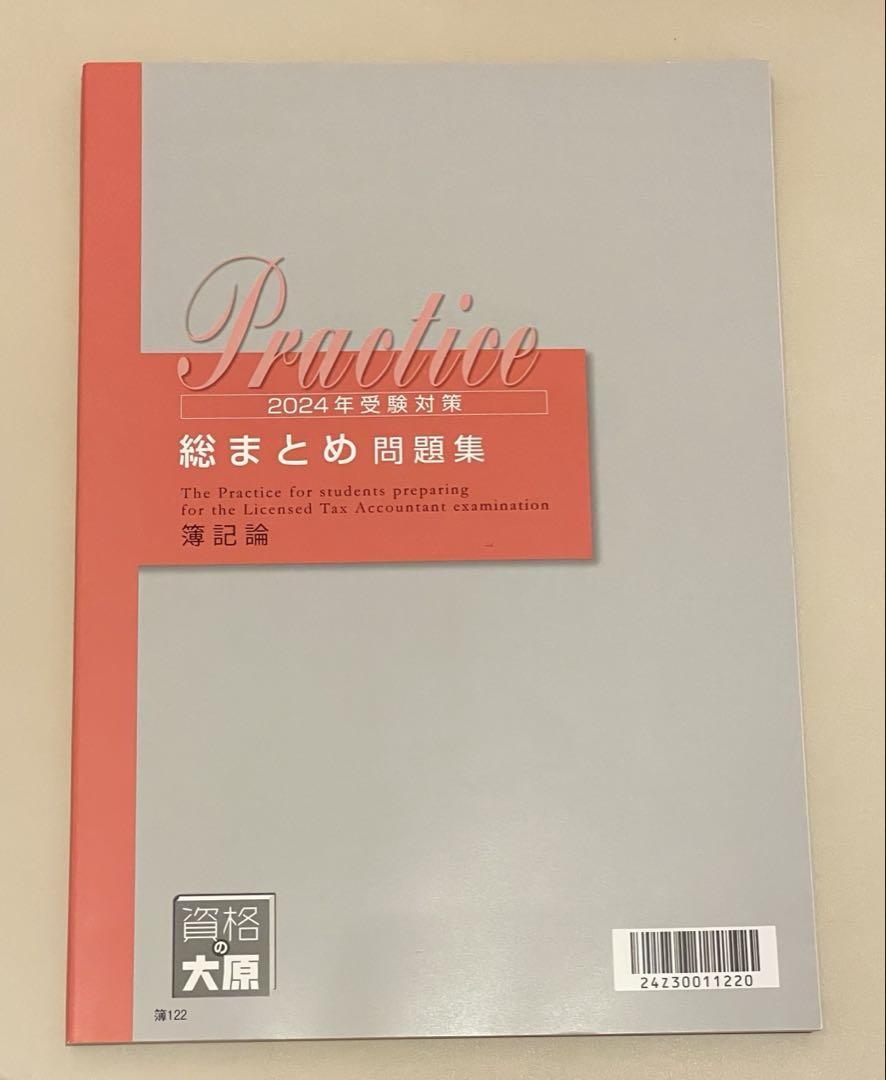 Practice
2024年受験対策
総まとめ問題集
The Practice for students preparing
for the Licensed Tax Accountant examination
簿記論
資格
の
大原
24Z30011220
簿122